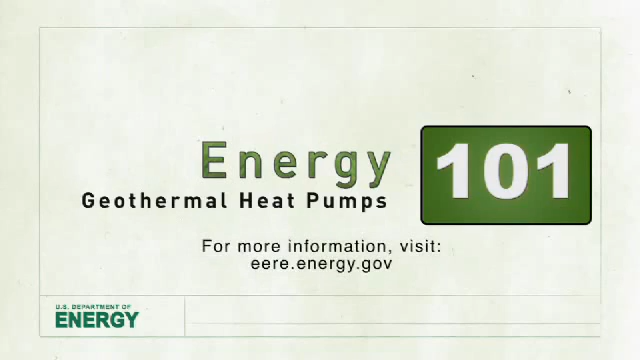 Energy
101
Geothermal Heat Pumps
For more information, visit:
eere.energy.gov
U.S. DEPARTMENT OF
ENERGY